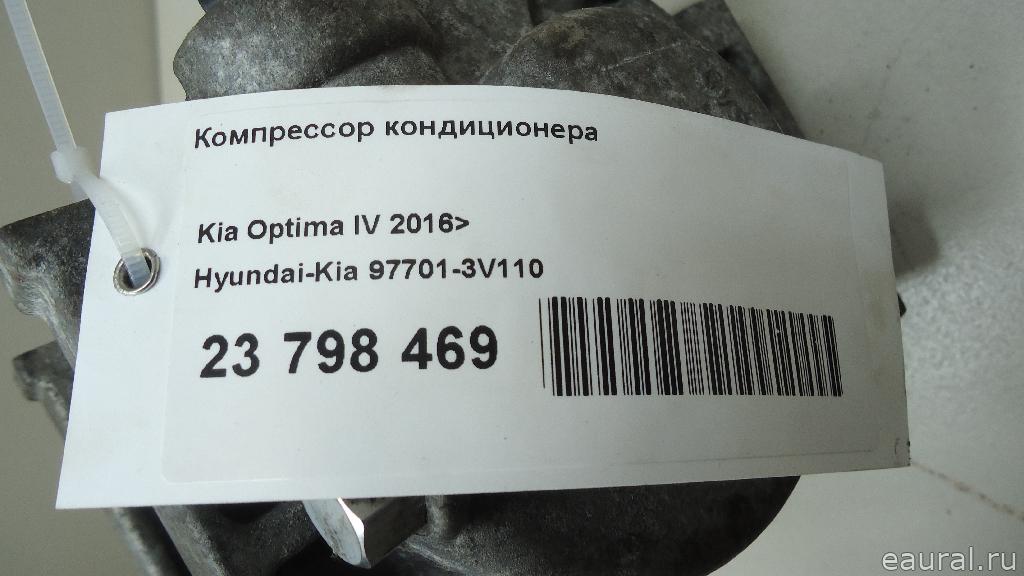 Компрессор кондиционера
Kia Optima IV 2016>
Hyundai-Kia 97701-3V110
23 798 469
eaural.ru